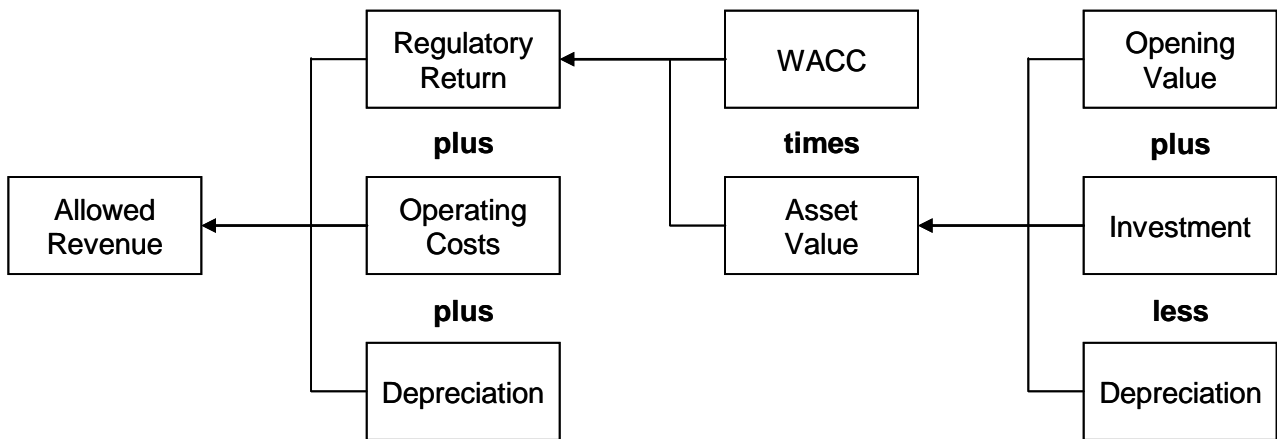 Regulatory
Return
WACC
Opening
Value
plus
times
plus
Allowed
Revenue
Operating
Costs
Asset
Value
Investment
plus
less
Depreciation
Depreciation